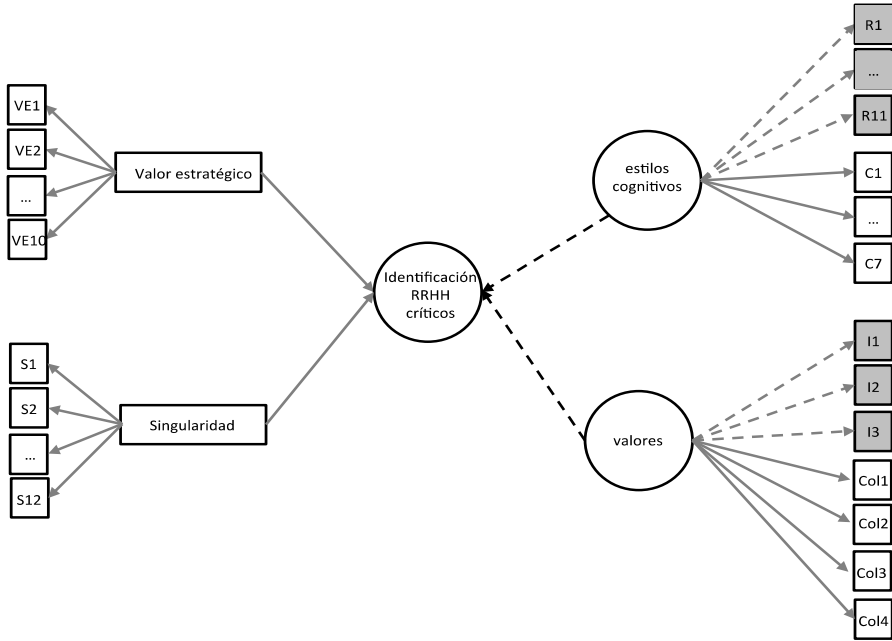 VE1
VE2
...
VE10
Valor estratégico
S1
S2
...
S12
Singularidad
Identificación
RRHH
críticos
estilos
cognitivos
valores
R1
...
R11
C1
...
C7
I1
I2
I3
Col1
Col2
Col3
Col4